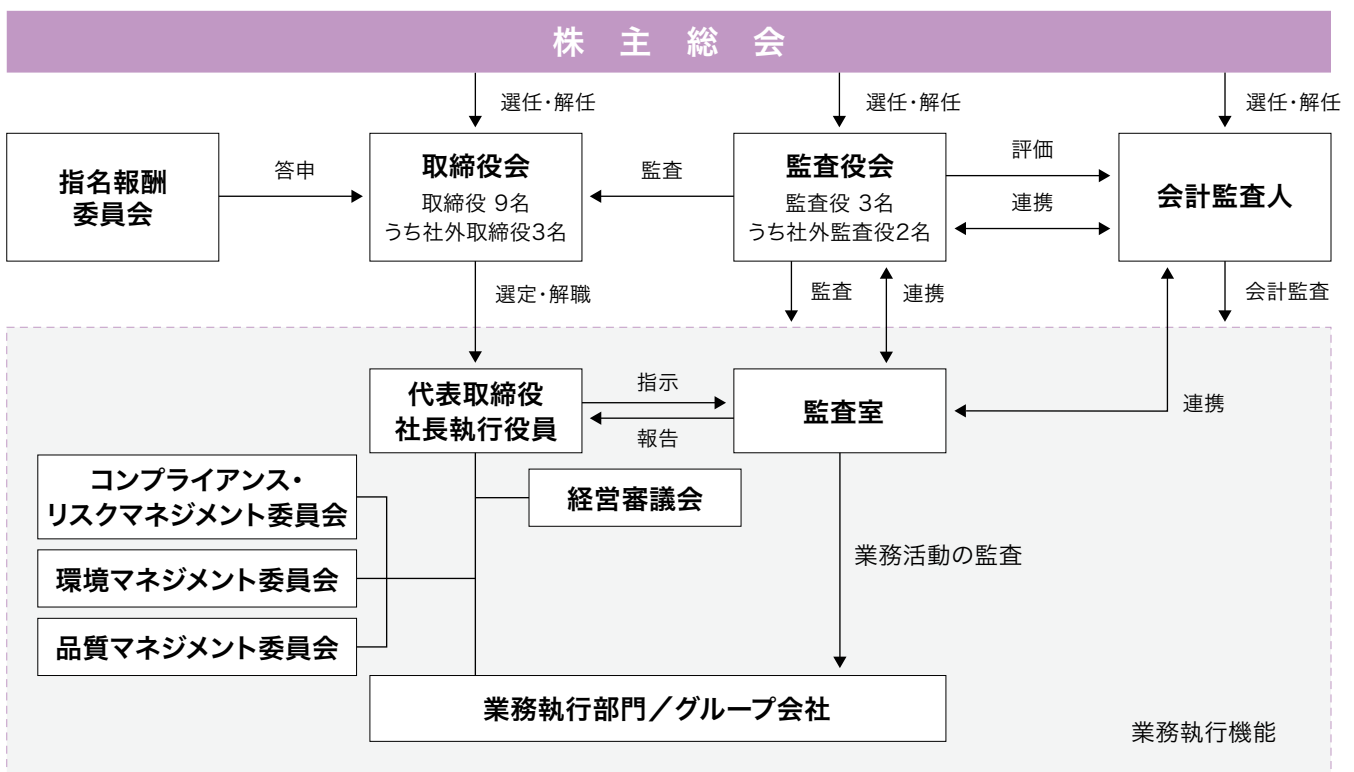 株主総会
選任・解任
選任・解任
選任・解任
指名報酬
委員会
答申
取締役会
取締役 9名
うち社外取締役3名
監査
監査役会
監査役 3名
うち社外監査役2名
評価
連携
会計監査人
選定・解職
監査
連携
会計監査
代表取締役
社長執行役員
指示
報告
監査室
連携
コンプライアンス・
リスクマネジメント委員会
経営審議会
環境マネジメント委員会
業務活動の監査
品質マネジメント委員会
業務執行部門／グループ会社
業務執行機能